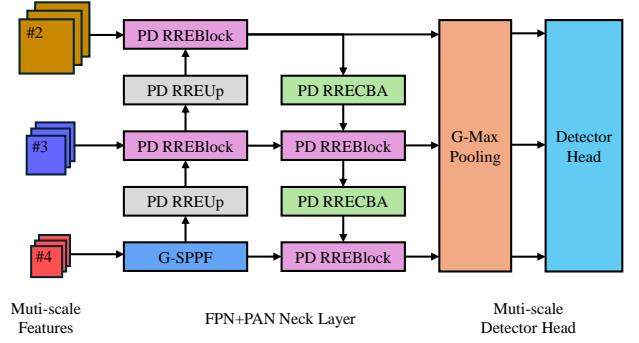 #2
PD RREBlock
PD RREUp
PD RRECBA
#3
PD RREBlock
PD RREBlock
G-Max
Pooling
Detector
Head
PD RREUp
PD RRECBA
#4
G-SPPF
PD RREBlock
Muti-scale
Features
FPN+PAN Neck Layer
Muti-scale
Detector Head